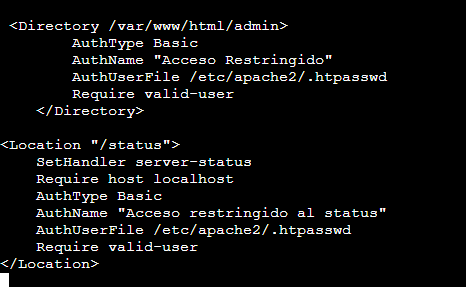 <Directory /var/www/html/admin>
AuthType Basic
AuthName "Acceso Restringido"
AuthUserFile /etc/apache2/.htpasswd
Require valid-user
</Directory>
<Location "/status">
SetHandler server-status
Require host localhost
AuthType Basic
AuthName "Acceso restringido al status"
AuthUserFile /etc/apache2/.htpasswd
Require valid-user
</Location>